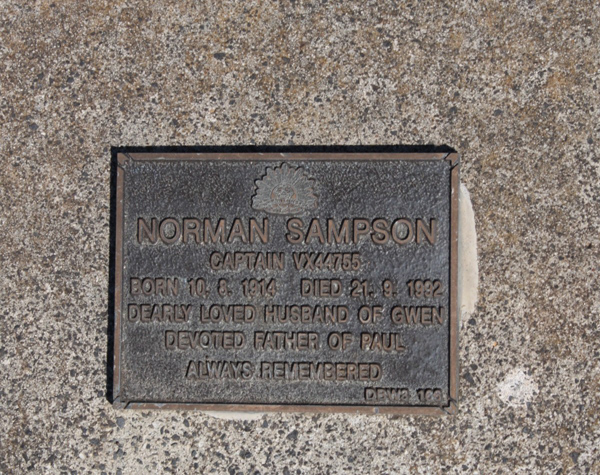 NORMAN SAMPSON
CAPTAIN VX44755
BORN 10. 8. 1914 DIED 21. 9. 1992
DEARLY LOVED HUSBAND OF GWEN
DEVOTED FATHER OF PAUL
ALWAYS REMEMBERED